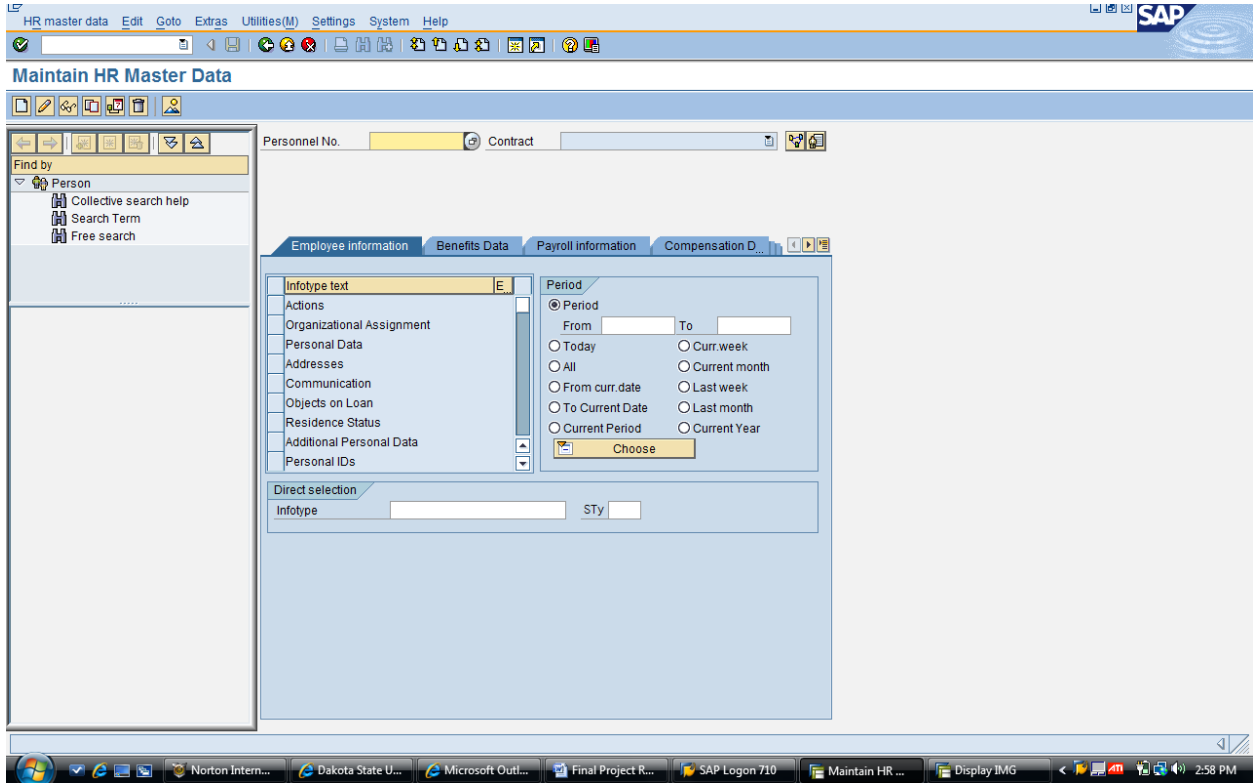 HR master data Edit Goto Extras Utilities(M) Settings System Help
SAP
Maintain HR Master Data
Personnel No. Contract
Find by
Person
Collective search help
Search Term
Free search
Employee information Benefits Data Payroll information Compensation D...
Infotype text E...
Actions
Organizational Assignment
Personal Data
Addresses
Communication
Objects on Loan
Residence Status
Additional Personal Data
Personal IDs
Period
Period
From To
Today Curr.week
All Current month
From curr.date Last week
To Current Date Last month
Current Period Current Year
Choose
Direct selection
Infotype STy
Norton Intern... Dakota State U... Microsoft Outl... Final Project R... SAP Logon 710 Maintain HR ... Display IMG ATI 2:58 PM